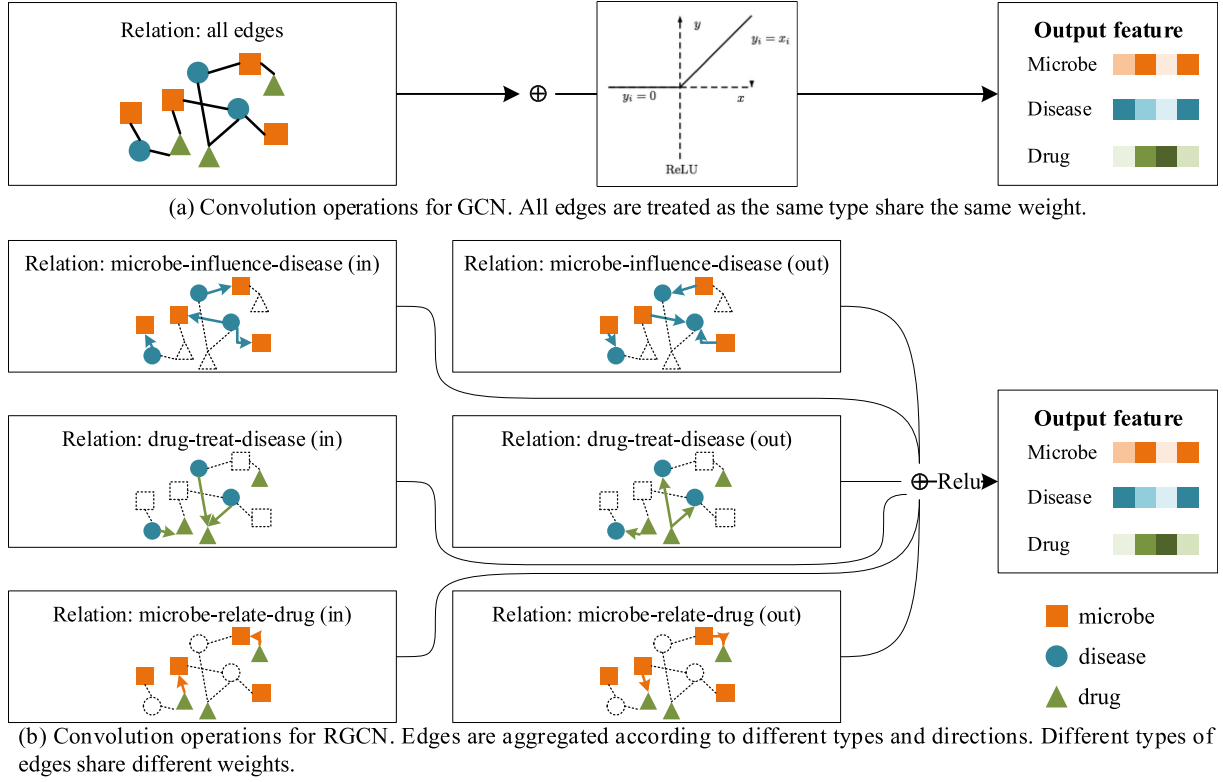 Relation: all edges
y
y_i = x_i
y_i = 0
x
ReLU
⊕
Output feature
Microbe
Disease
Drug
(a) Convolution operations for GCN. All edges are treated as the same type share the same weight.
Relation: microbe-influence-disease (in)
Relation: microbe-influence-disease (out)
Relation: drug-treat-disease (in)
Relation: drug-treat-disease (out)
Relation: microbe-relate-drug (in)
Relation: microbe-relate-drug (out)
⊕ Relu
Output feature
Microbe
Disease
Drug
microbe
disease
drug
(b) Convolution operations for RGCN. Edges are aggregated according to different types and directions. Different types of
edges share different weights.